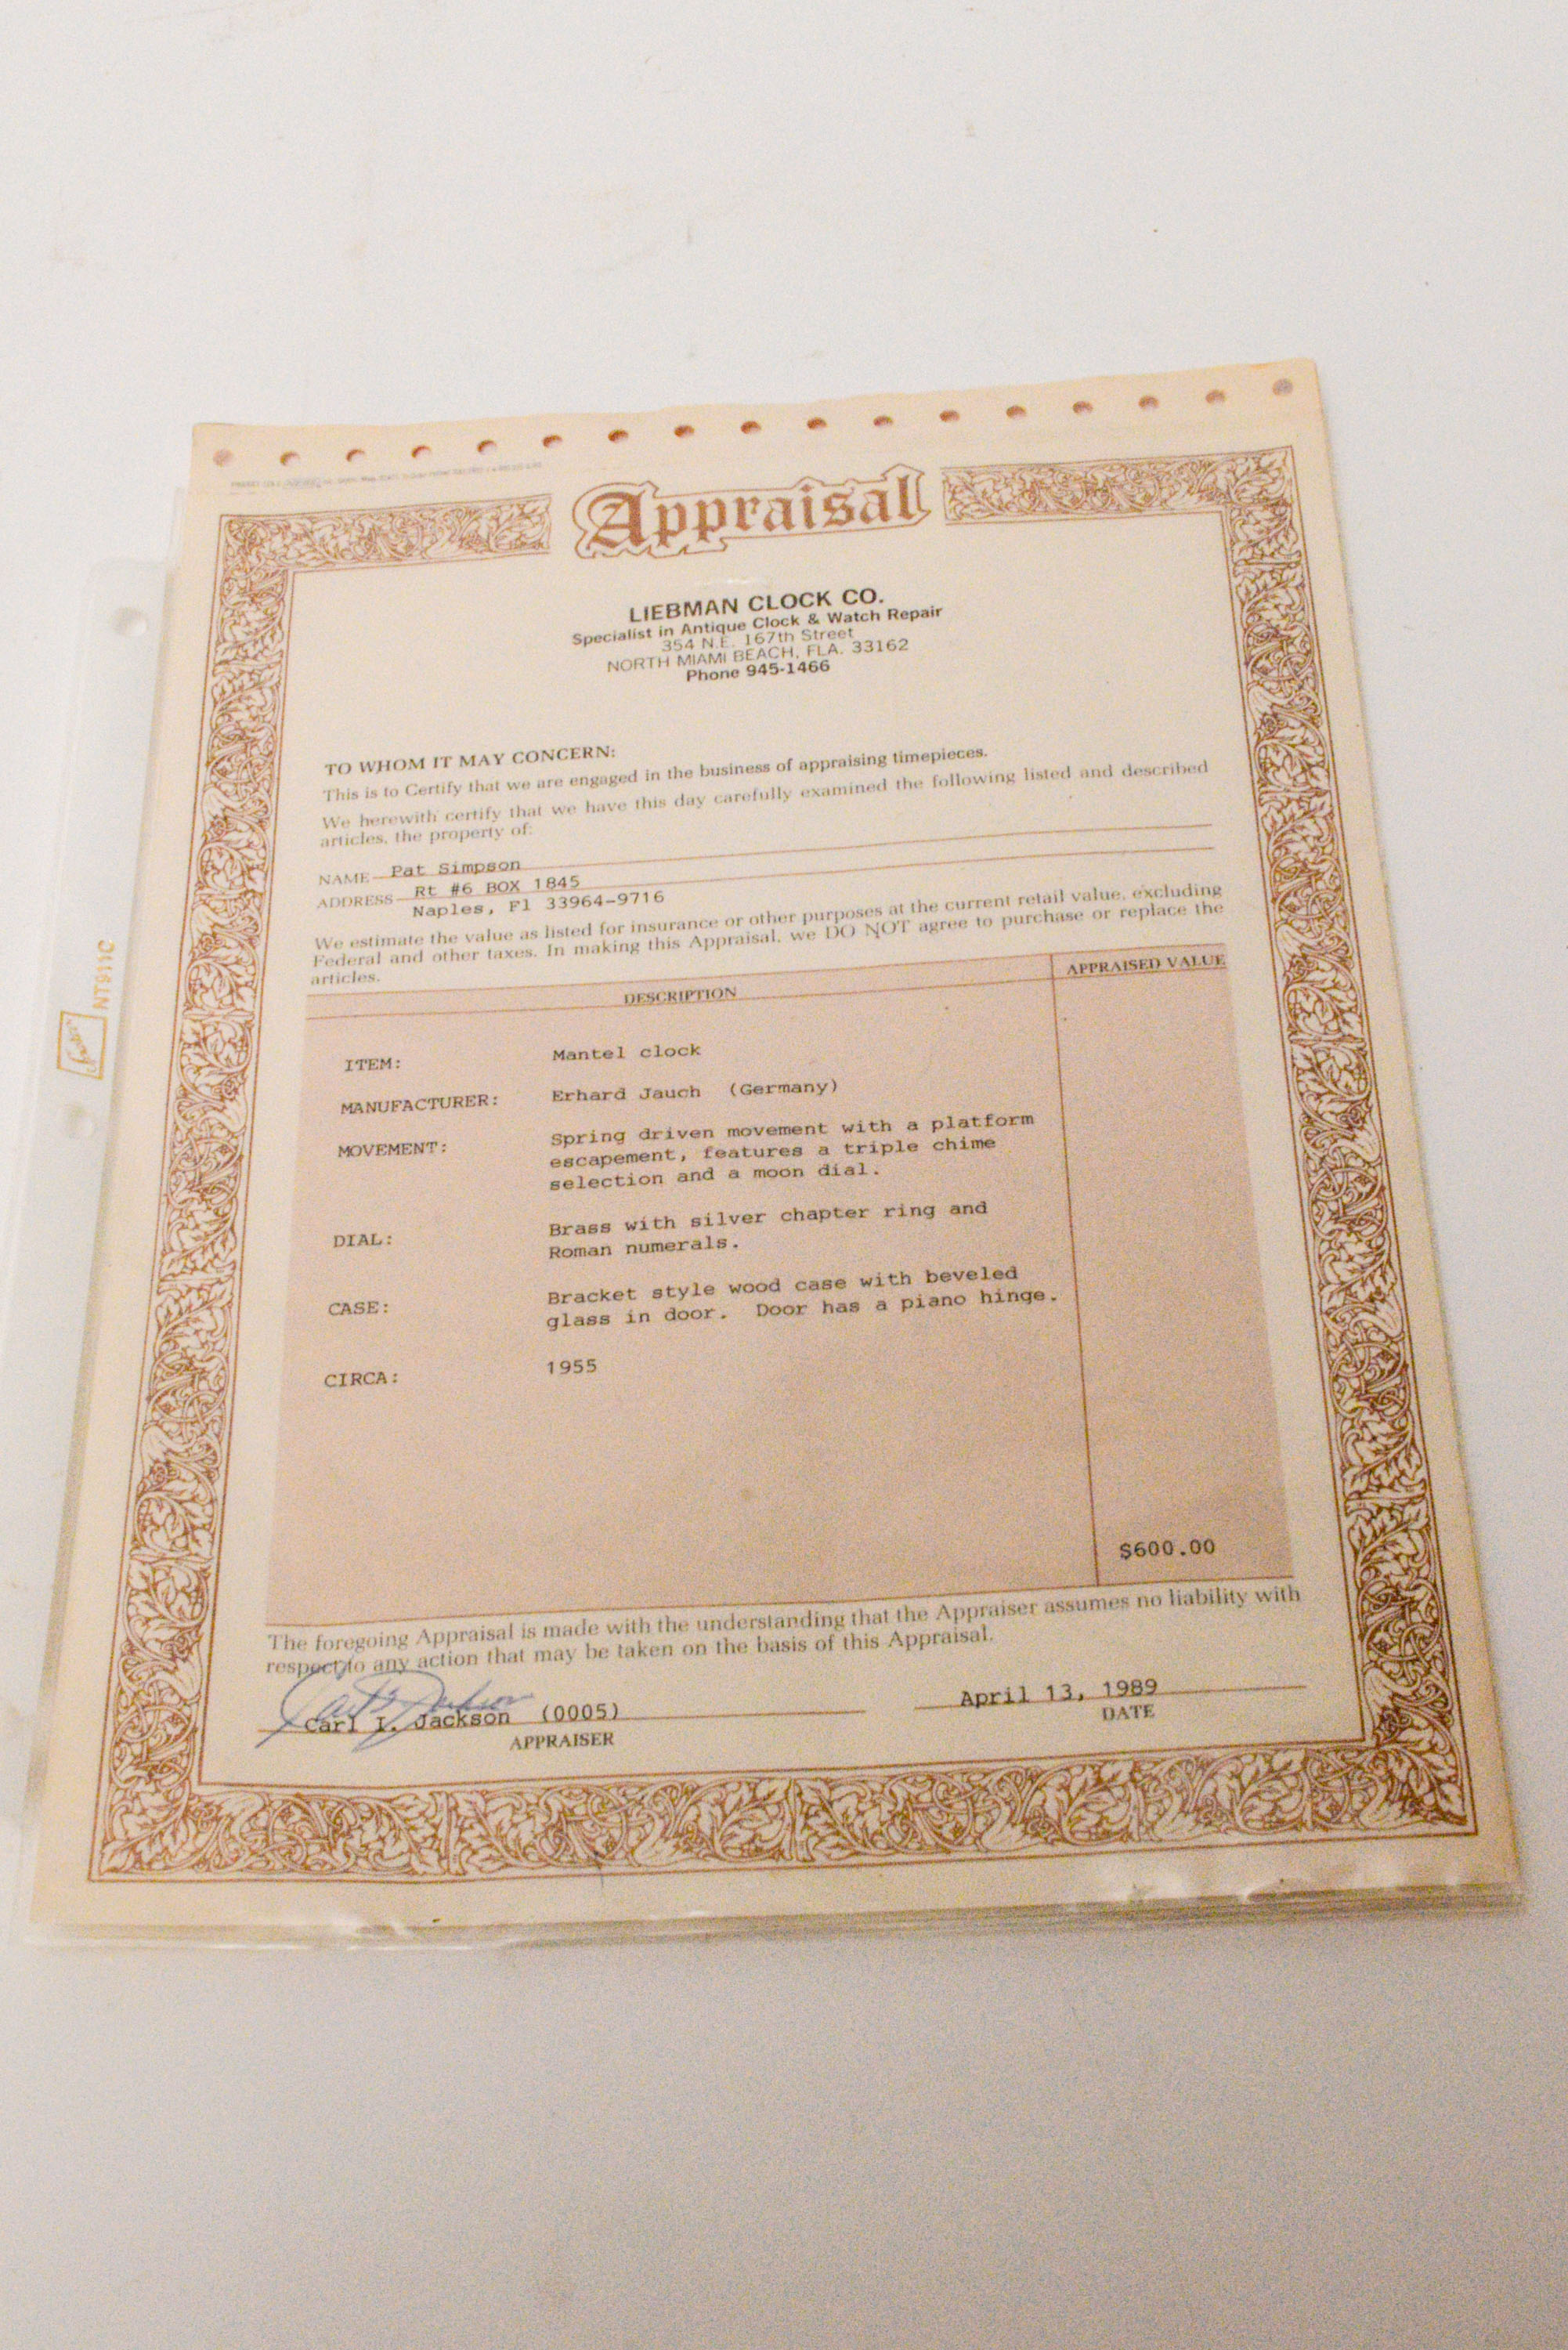 Appraisal
LIEBMAN CLOCK CO.
Specialist in Antique Clock & Watch Repair
354 N.E. 167th Street
NORTH MIAMI BEACH, FLA. 33162
Phone 945-1466
TO WHOM IT MAY CONCERN:
This is to Certify that we are engaged in the business of appraising timepieces.
We herewith certify that we have this day carefully examined the following listed and described
articles, the property of:
NAME Pat Simpson
ADDRESS Rt #6 BOX 1845
Naples, Fl 33964-9716
We estimate the value as listed for insurance or other purposes at the current retail value, excluding
Federal and other taxes. In making this Appraisal, we DO NOT agree to purchase or replace the
articles.
DESCRIPTION APPRAISED VALUE
ITEM: Mantel clock
MANUFACTURER: Erhard Jauch (Germany)
MOVEMENT: Spring driven movement with a platform
escapement, features a triple chime
selection and a moon dial.
DIAL: Brass with silver chapter ring and
Roman numerals.
CASE: Bracket style wood case with beveled
glass in door. Door has a piano hinge.
CIRCA: 1955
$600.00
The foregoing Appraisal is made with the understanding that the Appraiser assumes no liability with
respect to any action that may be taken on the basis of this Appraisal.
Carl I. Jackson (0005) April 13, 1989
APPRAISER DATE
NT911C